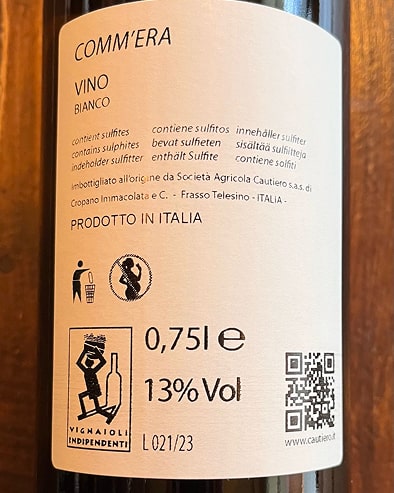 COMM'ERA
VINO
BIANCO
contient sulfites contiene sulfitos innehåller sulfiter
contains sulphites bevat sulfieten sisältää sulfiitteja
indeholder sulfitter enthält Sulfite contiene solfiti
Imbottigliato all'origine da Società Agricola Cautiero s.a.s. di
Cropano Immacolata e C. - Frasso Telesino - ITALIA -
PRODOTTO IN ITALIA
0,75l e
13% Vol
VIGNAIOLI
INDIPENDENTI
L 021/23
www.cautiero.it